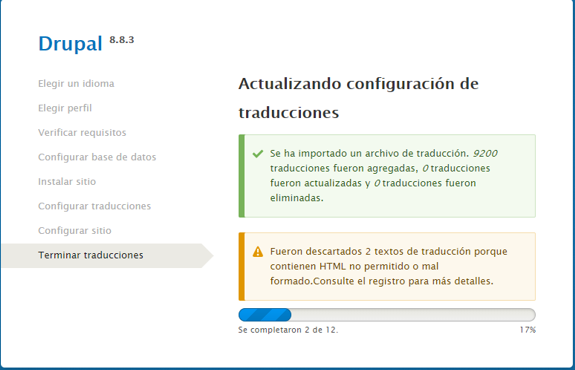 Drupal 8.8.3
Elegir un idioma
Elegir perfil
Verificar requisitos
Configurar base de datos
Instalar sitio
Configurar traducciones
Configurar sitio
Terminar traducciones
Actualizando configuración de
traducciones
Se ha importado un archivo de traducción. 9200
traducciones fueron agregadas, 0 traducciones
fueron actualizadas y 0 traducciones fueron
eliminadas.
Fueron descartados 2 textos de traducción porque
contienen HTML no permitido o mal
formado.Consulte el registro para más detalles.
Se completaron 2 de 12.
17%